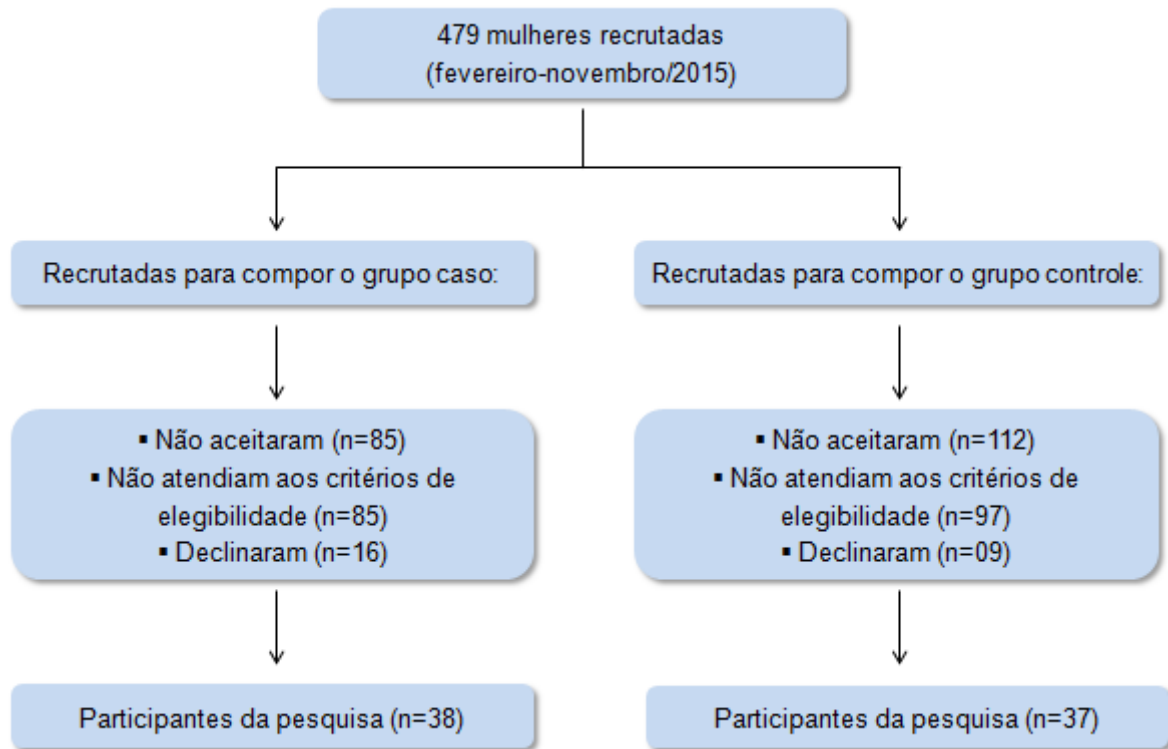 479 mulheres recrutadas
(fevereiro-novembro/2015)
Recrutadas para compor o grupo caso:
Recrutadas para compor o grupo controle:
▪ Não aceitaram (n=85)
▪ Não atendiam aos critérios de
elegibilidade (n=85)
▪ Declinaram (n=16)
▪ Não aceitaram (n=112)
▪ Não atendiam aos critérios de
elegibilidade (n=97)
▪ Declinaram (n=09)
Participantes da pesquisa (n=38)
Participantes da pesquisa (n=37)